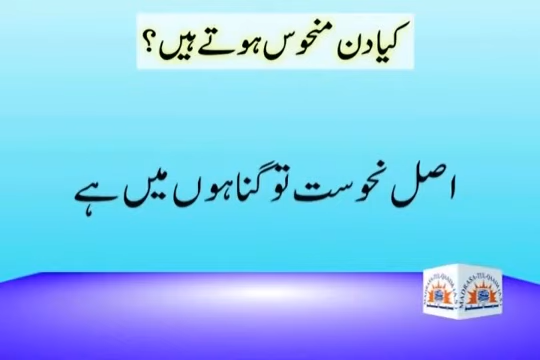 کیا دن منحوس ہوتے ہیں؟
اصل نحوست تو گناہوں میں ہے